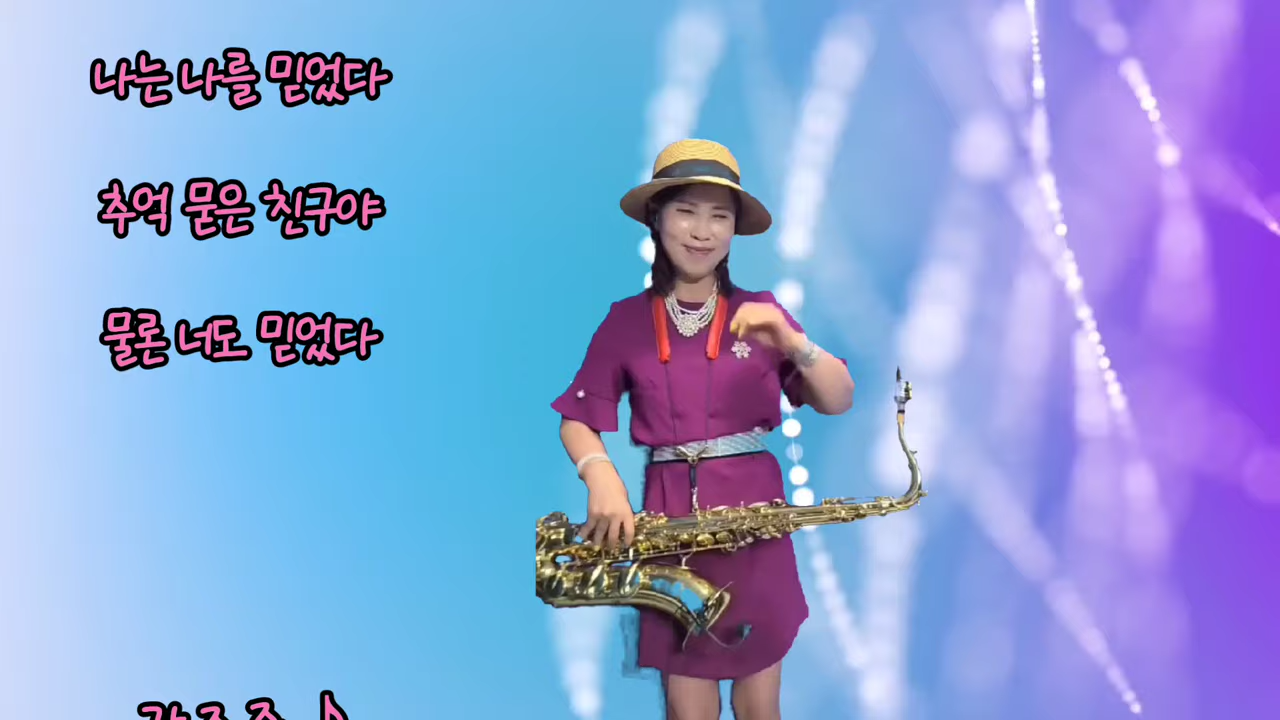 나는 나를 믿었다
추억 묻은 친구야
물론 너도 믿었다